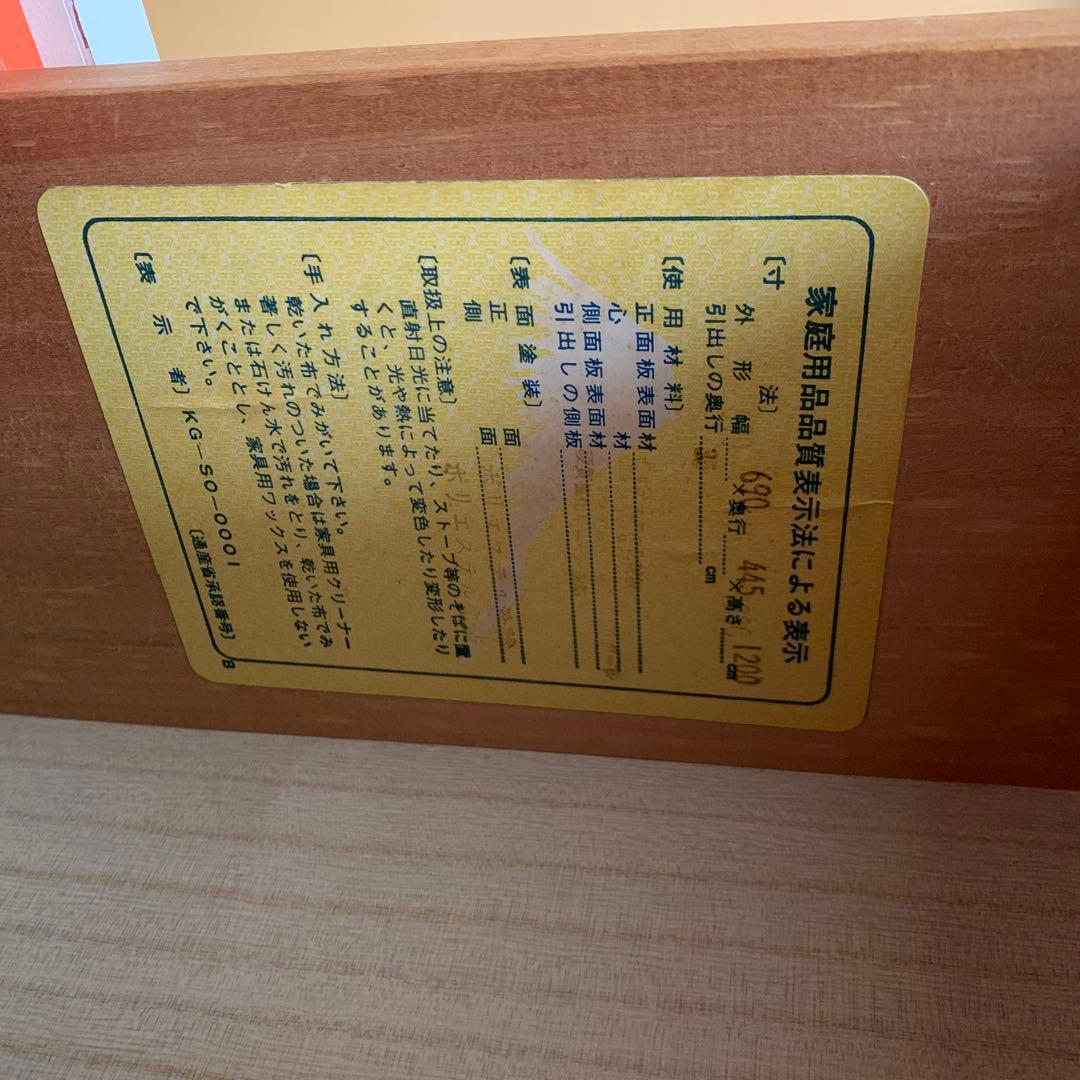 家庭用品品質表示法による表示
〔寸法〕
外形 幅 690×奥行 445×高さ 1200 cm
引出しの奥行 cm
〔使用材料〕
正面板表面材
心材
側面板表面材
引出しの側板
〔表面塗装〕
正面
側面 ポリエス
〔取扱上の注意〕
直射日光に当てたり、ストーブ等のそばに置
くと、光や熱によって変色したり変形したり
することがあります。
〔手入れ方法〕
乾いた布でみがいて下さい。
著しく汚れのついた場合は家具用クリーナー
または石けん水で汚れをとり、乾いた布でみ
がくこととし、家具用ワックスを使用しない
で下さい。
〔表示者〕KG－SO－0001
〔通産省承認番号〕
B